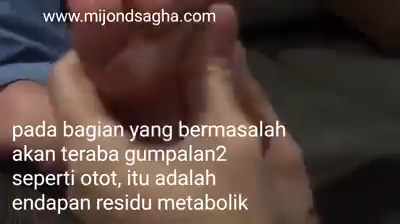 www.mijondsagha.com
pada bagian yang bermasalah
akan teraba gumpalan2
seperti otot, itu adalah
endapan residu metabolik